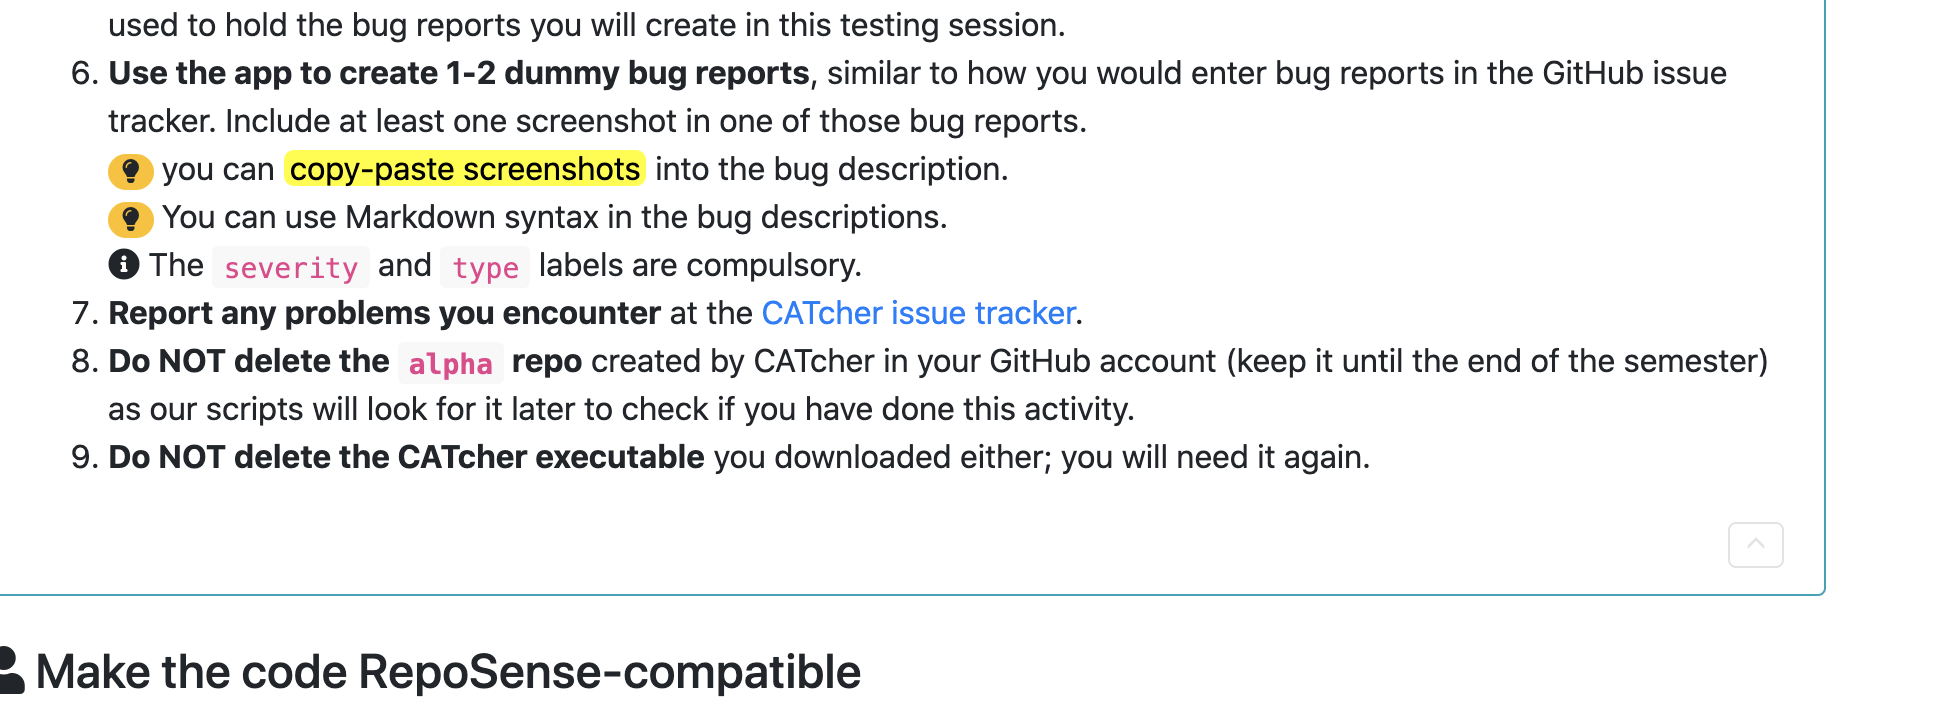 used to hold the bug reports you will create in this testing session.
6. Use the app to create 1-2 dummy bug reports, similar to how you would enter bug reports in the GitHub issue
tracker. Include at least one screenshot in one of those bug reports.
you can copy-paste screenshots into the bug description.
You can use Markdown syntax in the bug descriptions.
The severity and type labels are compulsory.
7. Report any problems you encounter at the CATcher issue tracker.
8. Do NOT delete the alpha repo created by CATcher in your GitHub account (keep it until the end of the semester)
as our scripts will look for it later to check if you have done this activity.
9. Do NOT delete the CATcher executable you downloaded either; you will need it again.
Make the code RepoSense-compatible